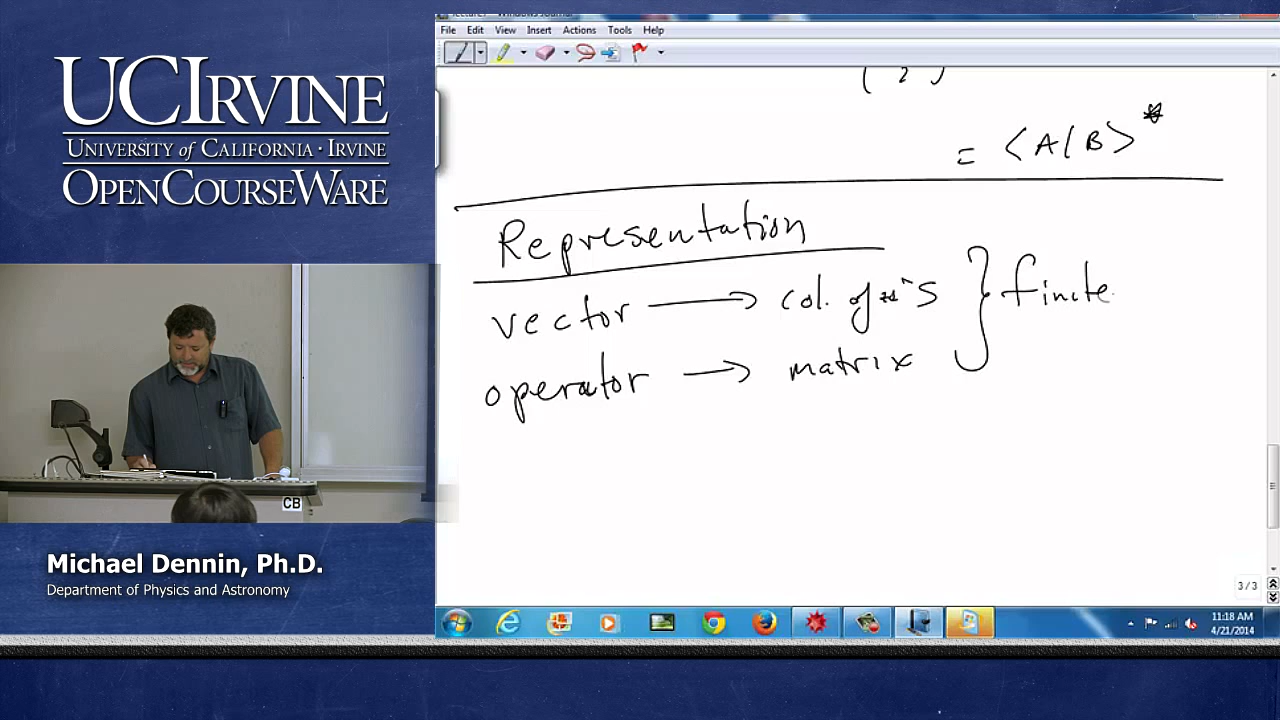 UCIRVINE
UNIVERSITY of CALIFORNIA · IRVINE
OPENCOURSEWARE
File Edit View Insert Actions Tools Help
( 2 )
= ⟨A|B⟩*
Representation
vector → col. of #'s } finite
operator → matrix
CB
3/3
Michael Dennin, Ph.D.
Department of Physics and Astronomy
11:18 AM
4/21/2014